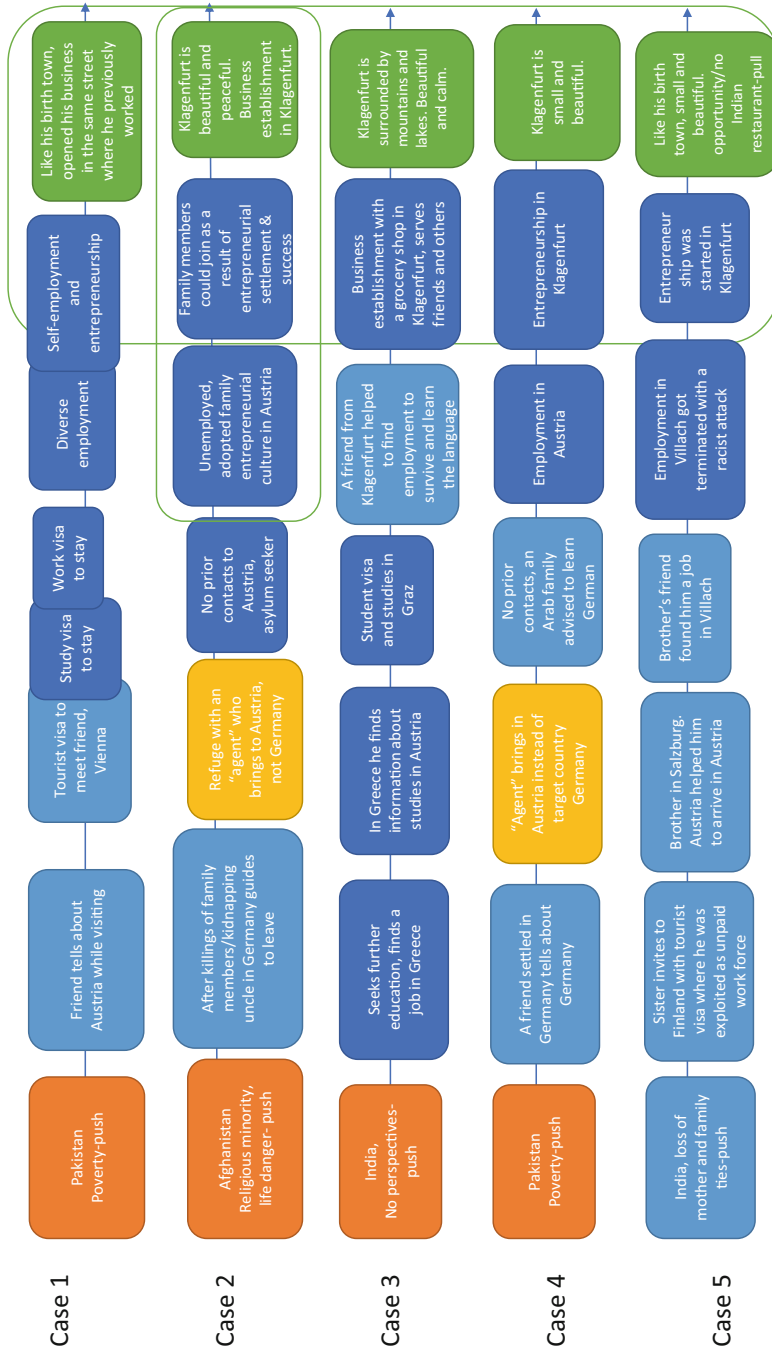 Case 1
Pakistan
Poverty-push
Friend tells about
Austria while visiting
Tourist visa to
meet friend,
Vienna
Study visa
to stay
Work visa
to stay
Diverse
employment
Self-employment
and
entrepreneurship
Like his birth town,
opened his business
in the same street
where he previously
worked
Case 2
Afghanistan
Religious minority,
life danger- push
After killings of family
members/kidnapping
uncle in Germany guides
to leave
Refuge with an
“agent” who
brings to Austria,
not Germany
No prior
contacts to
Austria,
asylum seeker
Unemployed,
adopted family
entrepreneurial
culture in Austria
Family members
could join as a
result of
entrepreneurial
settlement &
success
Klagenfurt is
beautiful and
peaceful.
Business
establishment
in Klagenfurt.
Case 3
India,
No perspectives-
push
Seeks further
education, finds a
job in Greece
In Greece he finds
information about
studies in Austria
Student visa
and studies in
Graz
A friend from
Klagenfurt helped
to find
employment to
survive and learn
the language
Business
establishment with
a grocery shop in
Klagenfurt, serves
friends and others
Klagenfurt is
surrounded by
mountains and
lakes. Beautiful
and calm.
Case 4
Pakistan
Poverty-push
A friend settled in
Germany tells about
Germany
“Agent” brings in
Austria instead of
target country
Germany
No prior
contacts, an
Arab family
advised to learn
German
Employment in
Austria
Entrepreneurship in
Klagenfurt
Klagenfurt is
small and
beautiful.
Case 5
India, loss of
mother and family
ties-push
Sister invites to
Finland with tourist
visa where he was
exploited as unpaid
work force
Brother in Salzburg.
Austria helped him
to arrive in Austria
Brother’s friend
found him a job
in Villach
Employment in
Villach got
terminated with a
racist attack
Entrepreneur
ship was
started in
Klagenfurt
Like his birth
town, small and
beautiful.
opportunity/no
Indian
restaurant-pull